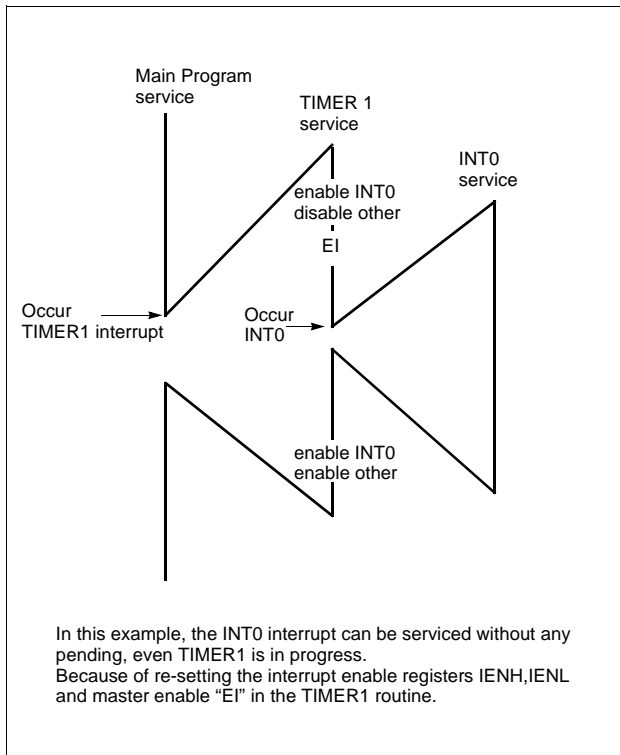 Main Program
service
TIMER 1
service
INT0
service
enable INT0
disable other
EI
Occur
TIMER1 interrupt
Occur
INT0
enable INT0
enable other
In this example, the INT0 interrupt can be serviced without any
pending, even TIMER1 is in progress.
Because of re-setting the interrupt enable registers IENH,IENL
and master enable “EI” in the TIMER1 routine.